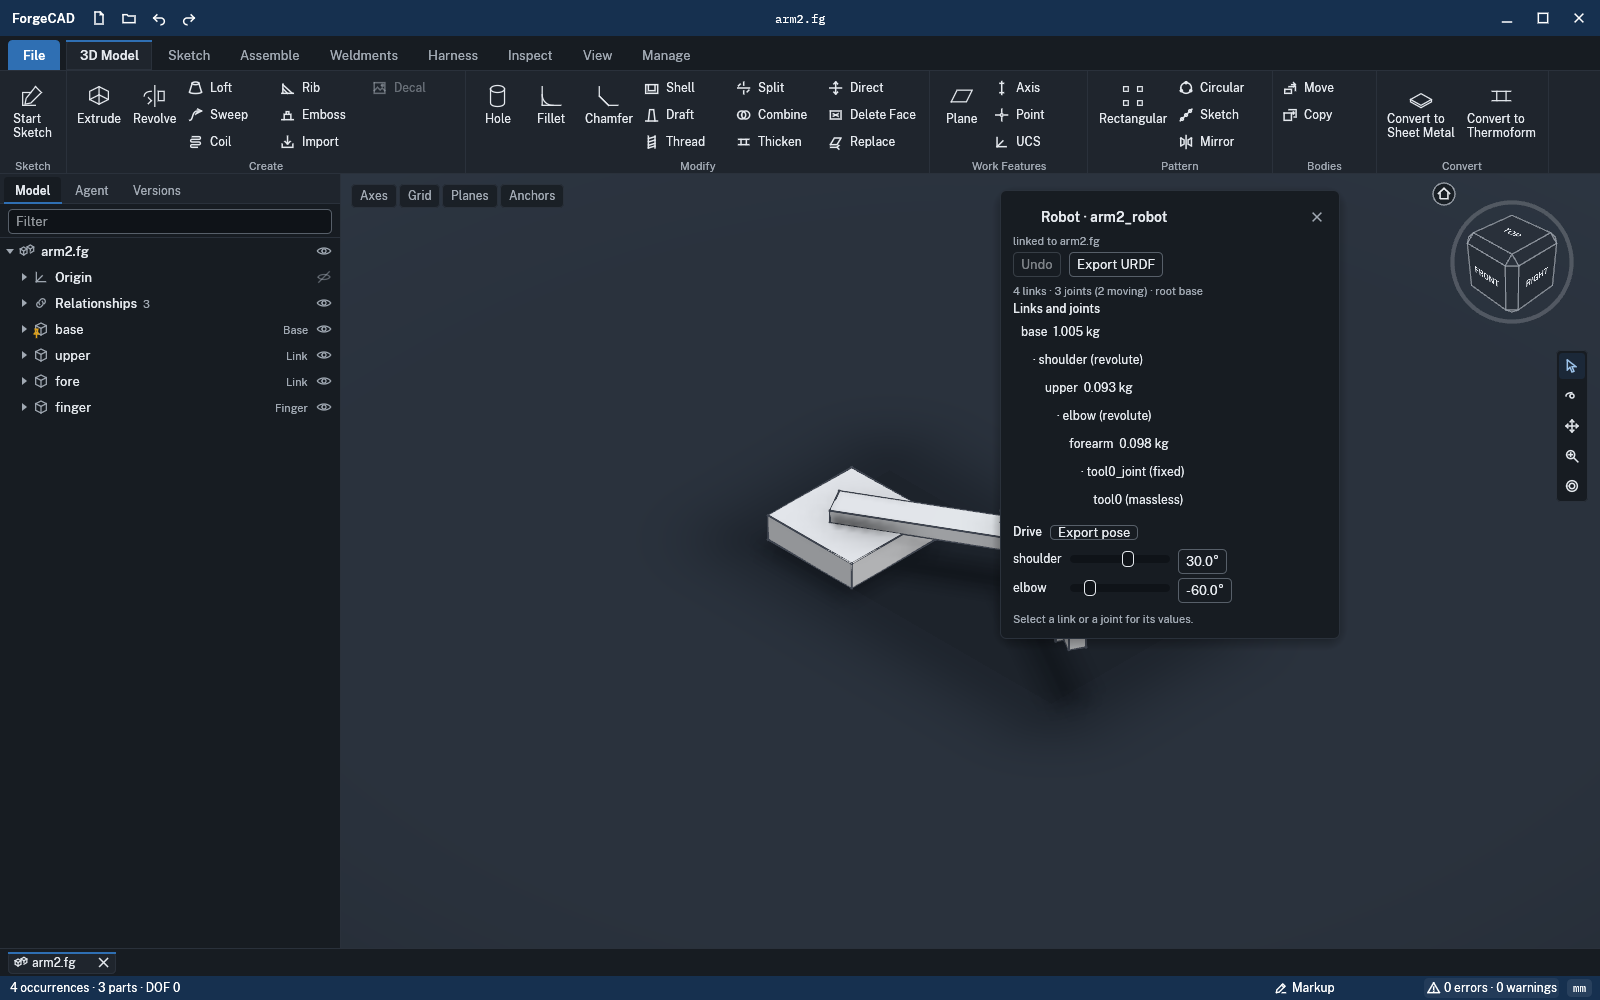 ForgeCAD
arm2.fg
File 3D Model Sketch Assemble Weldments Harness Inspect View Manage
Start Sketch
Extrude
Revolve
Loft
Sweep
Coil
Rib
Emboss
Import
Decal
Hole
Fillet
Chamfer
Shell
Draft
Thread
Split
Combine
Thicken
Direct
Delete Face
Replace
Plane
Axis
Point
UCS
Rectangular
Circular
Sketch
Mirror
Move
Copy
Convert to Sheet Metal
Convert to Thermoform
Sketch
Create
Modify
Work Features
Pattern
Bodies
Convert
Model Agent Versions
Filter
arm2.fg
Origin
Relationships 3
base Base
upper Link
fore Link
finger Finger
Axes Grid Planes Anchors
Robot · arm2_robot
linked to arm2.fg
Undo Export URDF
4 links · 3 joints (2 moving) · root base
Links and joints
base 1.005 kg
· shoulder (revolute)
upper 0.093 kg
· elbow (revolute)
forearm 0.098 kg
· tool0_joint (fixed)
tool0 (massless)
Drive Export pose
shoulder 30.0°
elbow -60.0°
Select a link or a joint for its values.
TOP
FRONT
RIGHT
arm2.fg
4 occurrences · 3 parts · DOF 0
Markup
0 errors · 0 warnings
mm